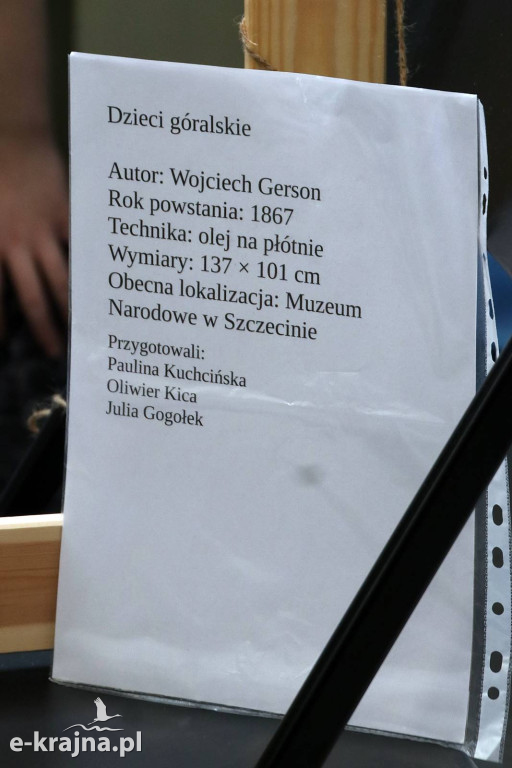 Dzieci góralskie
Autor: Wojciech Gerson
Rok powstania: 1867
Technika: olej na płótnie
Wymiary: 137 × 101 cm
Obecna lokalizacja: Muzeum
Narodowe w Szczecinie
Przygotowali:
Paulina Kuchcińska
Oliwier Kica
Julia Gogołek
e-krajna.pl